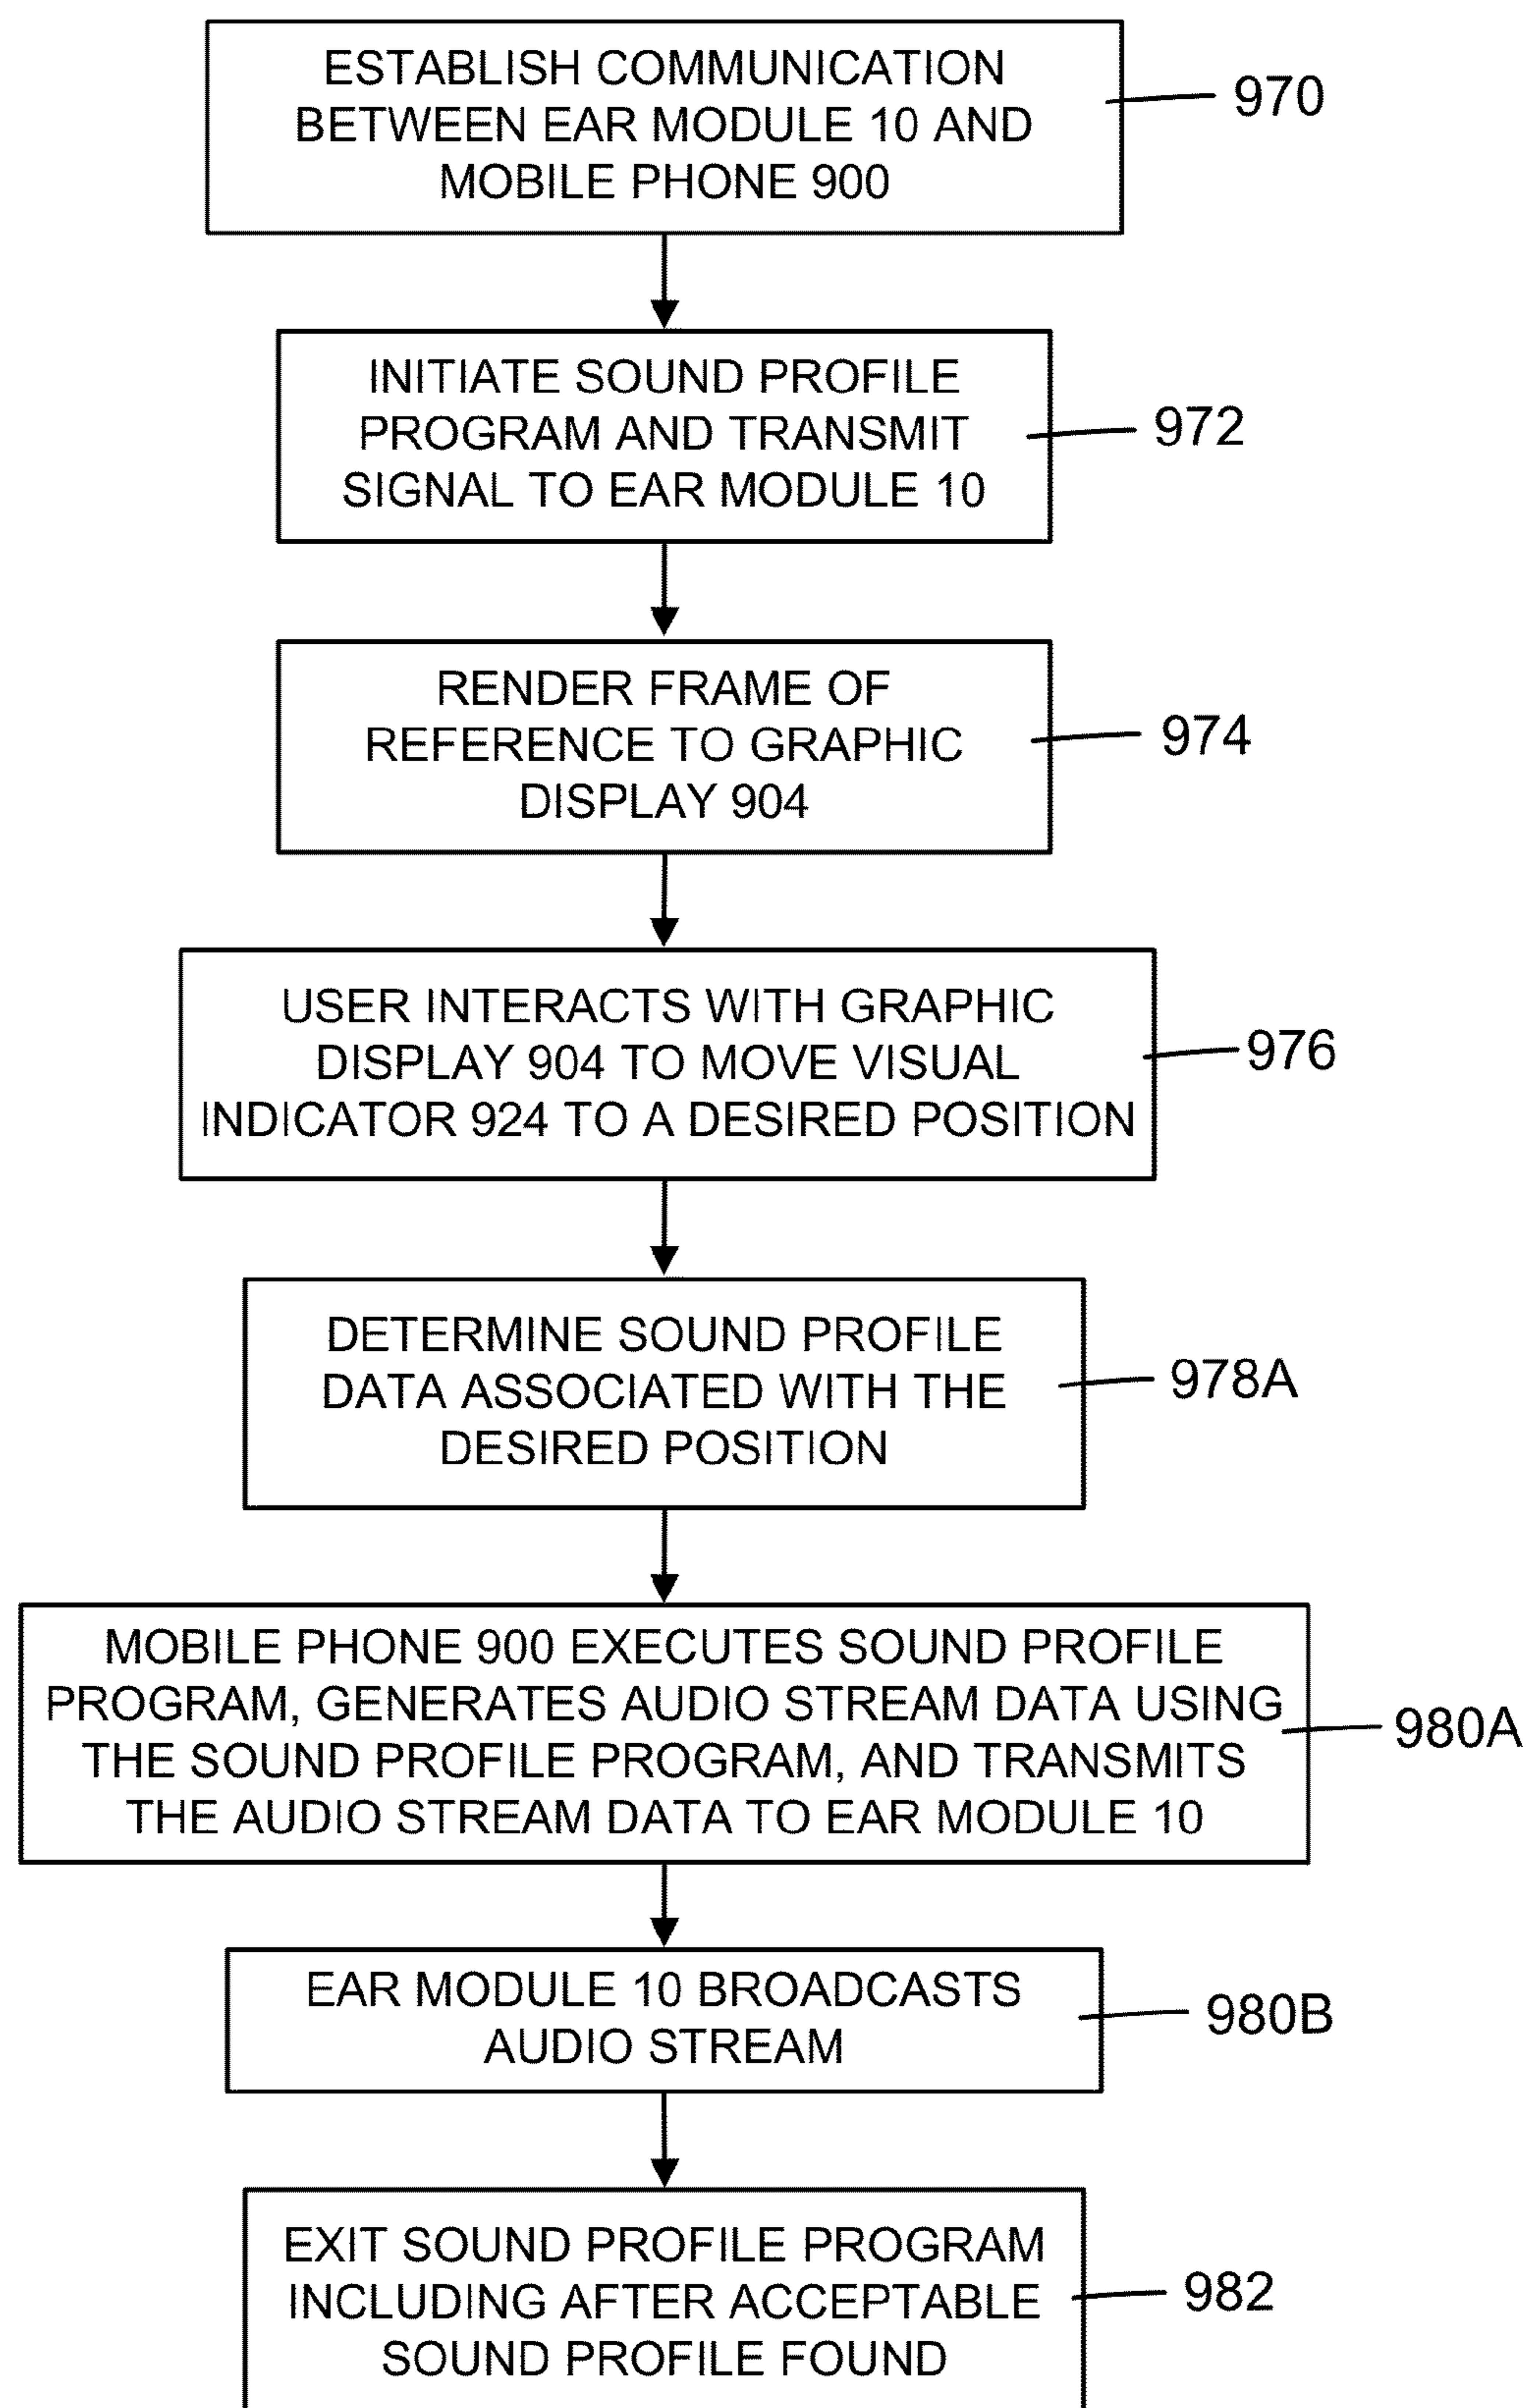 ESTABLISH COMMUNICATION
BETWEEN EAR MODULE 10 AND
MOBILE PHONE 900
970
INITIATE SOUND PROFILE
PROGRAM AND TRANSMIT
SIGNAL TO EAR MODULE 10
972
RENDER FRAME OF
REFERENCE TO GRAPHIC
DISPLAY 904
974
USER INTERACTS WITH GRAPHIC
DISPLAY 904 TO MOVE VISUAL
INDICATOR 924 TO A DESIRED POSITION
976
DETERMINE SOUND PROFILE
DATA ASSOCIATED WITH THE
DESIRED POSITION
978A
MOBILE PHONE 900 EXECUTES SOUND PROFILE
PROGRAM, GENERATES AUDIO STREAM DATA USING
THE SOUND PROFILE PROGRAM, AND TRANSMITS
THE AUDIO STREAM DATA TO EAR MODULE 10
980A
EAR MODULE 10 BROADCASTS
AUDIO STREAM
980B
EXIT SOUND PROFILE PROGRAM
INCLUDING AFTER ACCEPTABLE
SOUND PROFILE FOUND
982